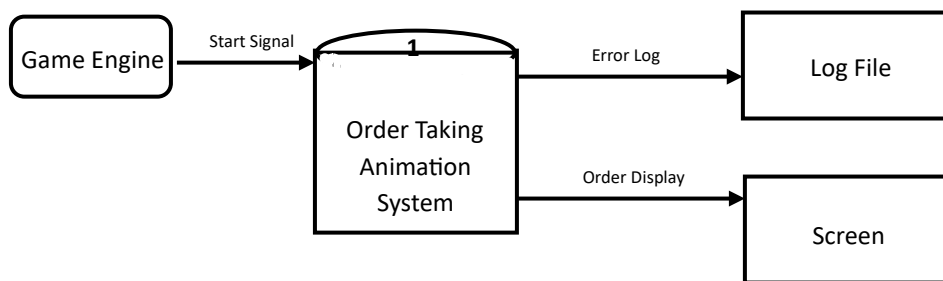 Game Engine
Start Signal
1
Order Taking
Animation
System
Error Log
Log File
Order Display
Screen